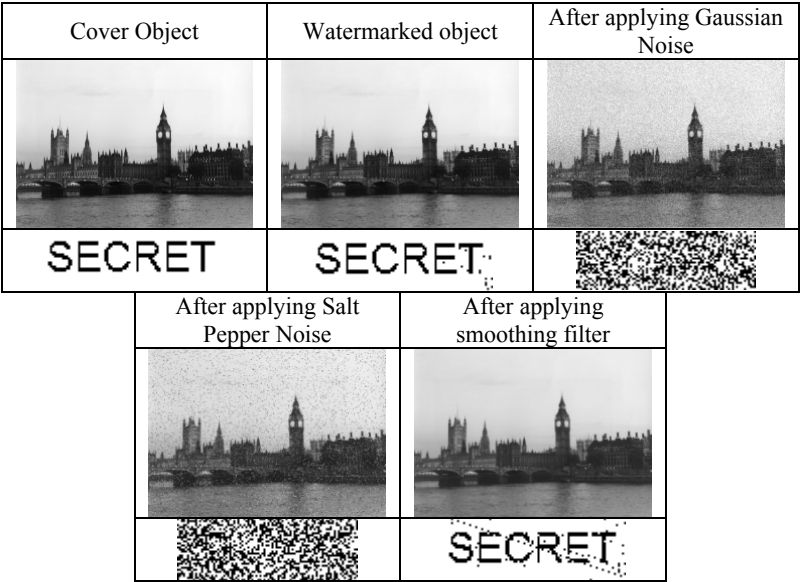 Cover Object
Watermarked object
After applying Gaussian
Noise
SECRET
SECRET
After applying Salt
Pepper Noise
After applying
smoothing filter
SECRET